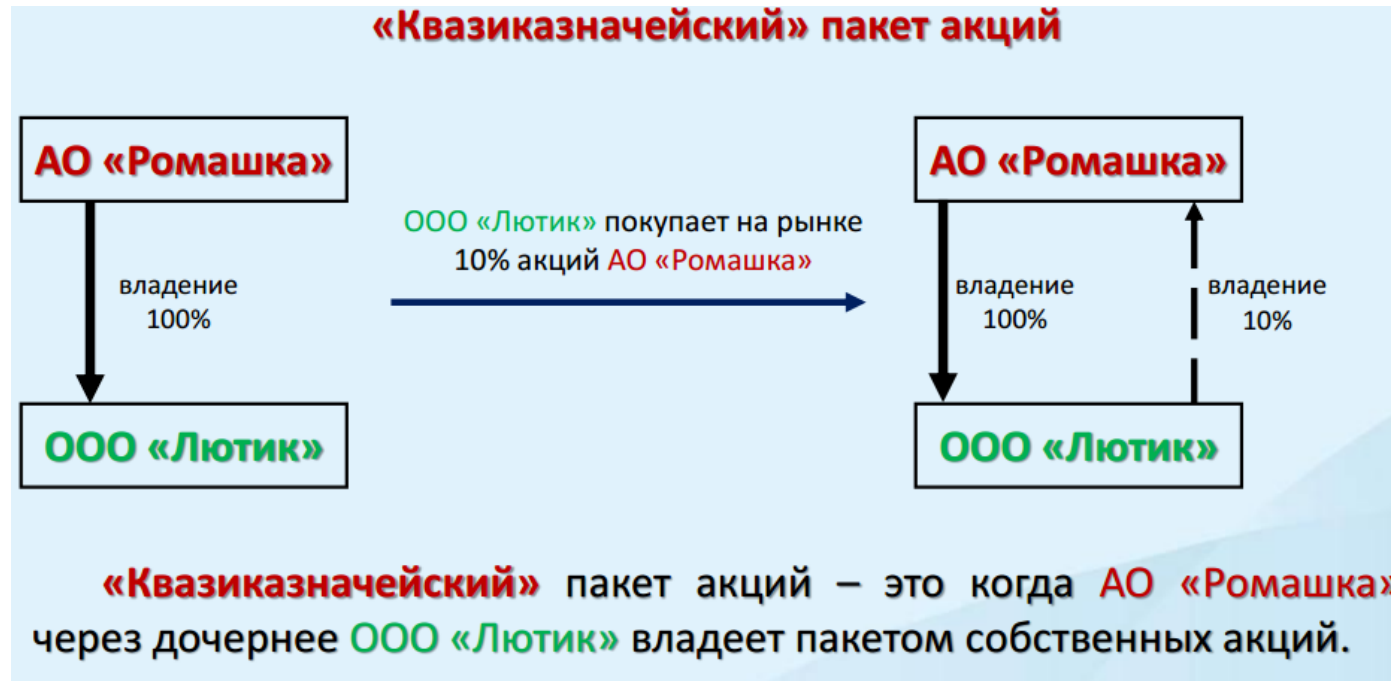 «Квазиказначейский» пакет акций
АО «Ромашка»
АО «Ромашка»
ООО «Лютик» покупает на рынке
10% акций АО «Ромашка»
владение
100%
владение
100%
владение
10%
ООО «Лютик»
ООО «Лютик»
«Квазиказначейский» пакет акций – это когда АО «Ромашка»
через дочернее ООО «Лютик» владеет пакетом собственных акций.